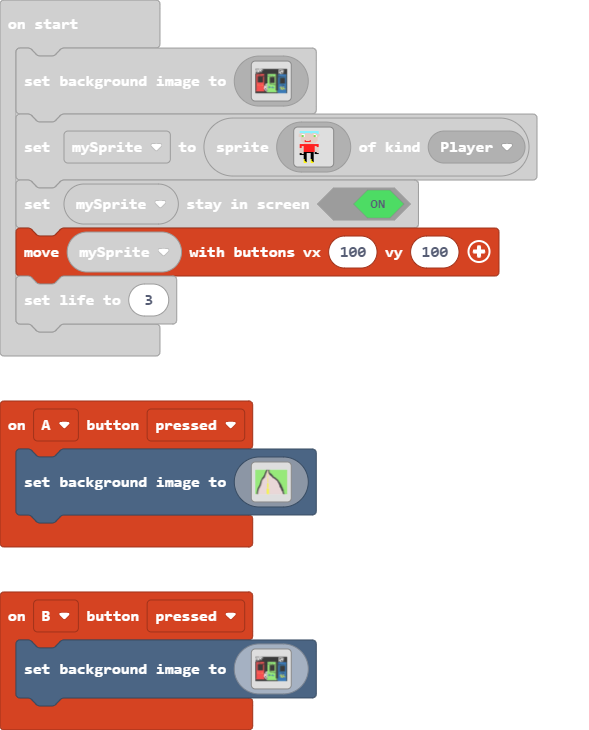 on start
set background image to
set mySprite to sprite of kind Player
set mySprite stay in screen ON
move mySprite with buttons vx 100 vy 100
set life to 3
on A button pressed
set background image to
on B button pressed
set background image to